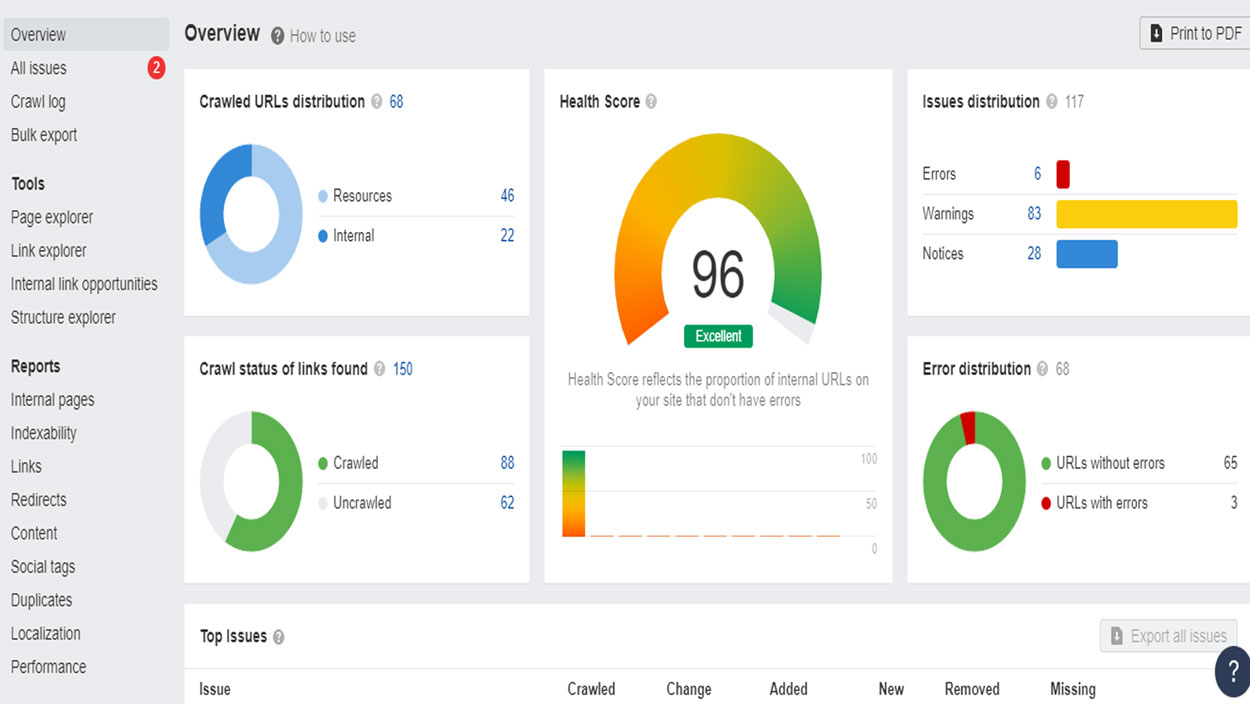 Overview
All issues 2
Crawl log
Bulk export
Tools
Page explorer
Link explorer
Internal link opportunities
Structure explorer
Reports
Internal pages
Indexability
Links
Redirects
Content
Social tags
Duplicates
Localization
Performance
Overview ? How to use
Print to PDF
Crawled URLs distribution ? 68
Resources 46
Internal 22
Health Score ?
96
Excellent
Health Score reflects the proportion of internal URLs on
your site that don't have errors
100
50
0
Issues distribution ? 117
Errors 6
Warnings 83
Notices 28
Crawl status of links found ? 150
Crawled 88
Uncrawled 62
Error distribution ? 68
URLs without errors 65
URLs with errors 3
Top Issues ?
Export all issues
Issue Crawled Change Added New Removed Missing
?